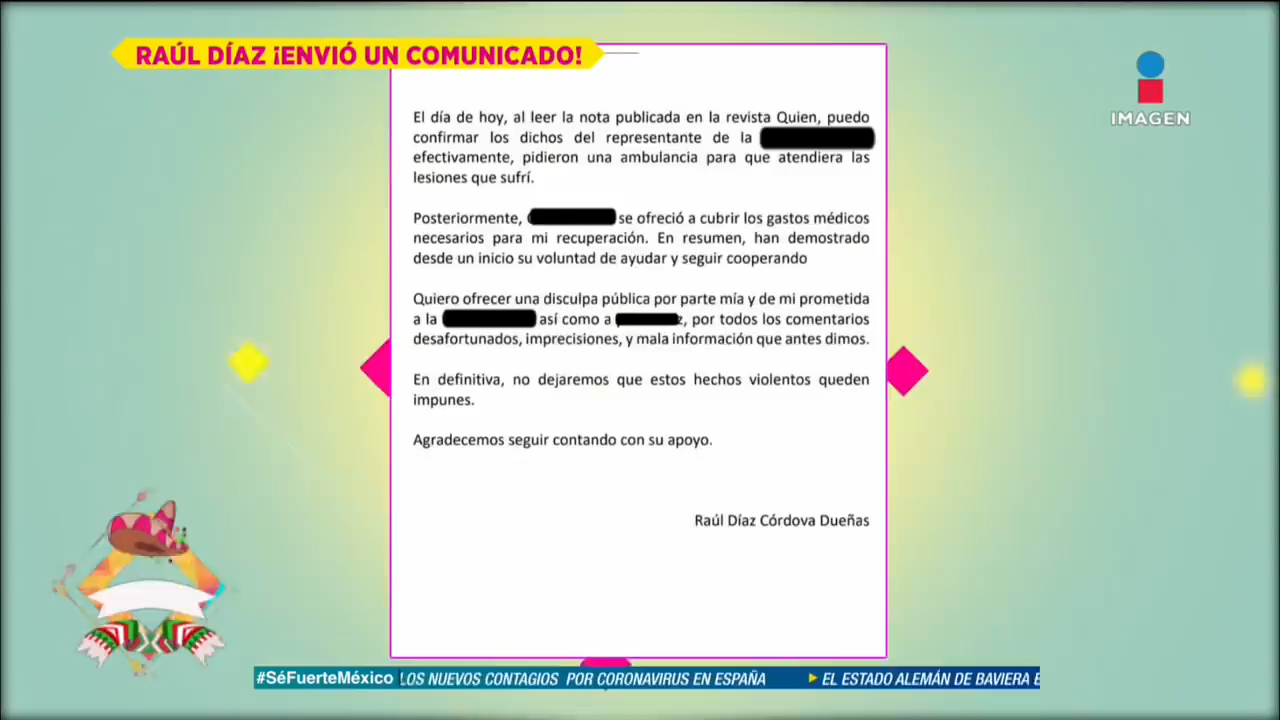 RAÚL DÍAZ ¡ENVIÓ UN COMUNICADO!
IMAGEN
El día de hoy, al leer la nota publicada en la revista Quien, puedo
confirmar los dichos del representante de la
efectivamente, pidieron una ambulancia para que atendiera las
lesiones que sufrí.
Posteriormente, se ofreció a cubrir los gastos médicos
necesarios para mi recuperación. En resumen, han demostrado
desde un inicio su voluntad de ayudar y seguir cooperando
Quiero ofrecer una disculpa pública por parte mía y de mi prometida
a la así como a , por todos los comentarios
desafortunados, imprecisiones, y mala información que antes dimos.
En definitiva, no dejaremos que estos hechos violentos queden
impunes.
Agradecemos seguir contando con su apoyo.
Raúl Díaz Córdova Dueñas
#SéFuerteMéxico LOS NUEVOS CONTAGIOS POR CORONAVIRUS EN ESPAÑA EL ESTADO ALEMÁN DE BAVIERA